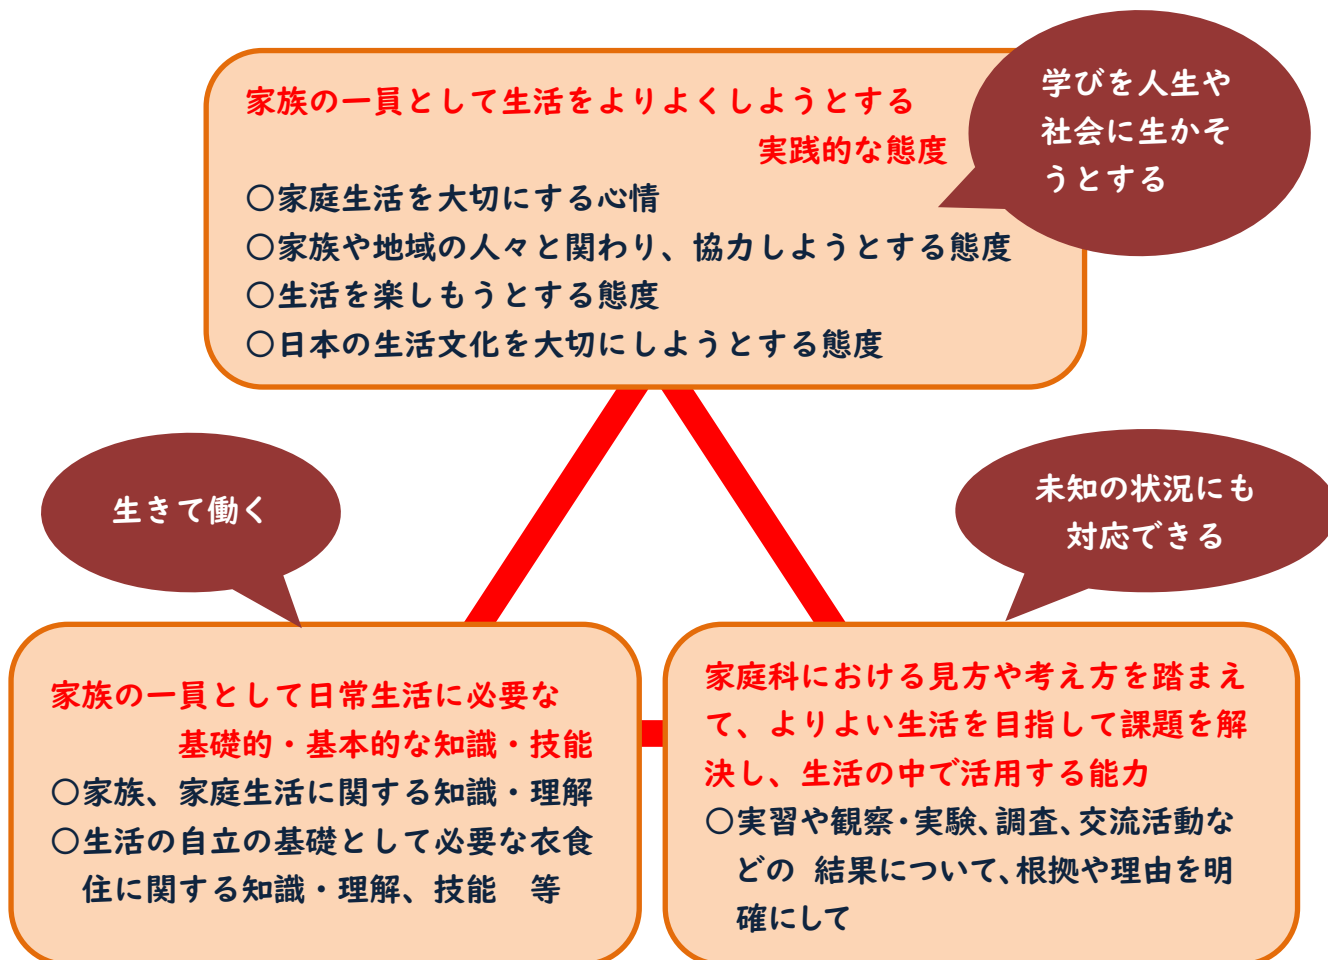 家族の一員として生活をよりよくしようとする
実践的な態度
○家庭生活を大切にする心情
○家族や地域の人々と関わり、協力しようとする態度
○生活を楽しもうとする態度
○日本の生活文化を大切にしようとする態度
学びを人生や
社会に生かそ
うとする
生きて働く
未知の状況にも
対応できる
家族の一員として日常生活に必要な
基礎的・基本的な知識・技能
○家族、家庭生活に関する知識・理解
○生活の自立の基礎として必要な衣食
住に関する知識・理解、技能　等
家庭科における見方や考え方を踏まえ
て、よりよい生活を目指して課題を解
決し、生活の中で活用する能力
○実習や観察・実験、調査、交流活動な
どの 結果について、根拠や理由を明
確にして